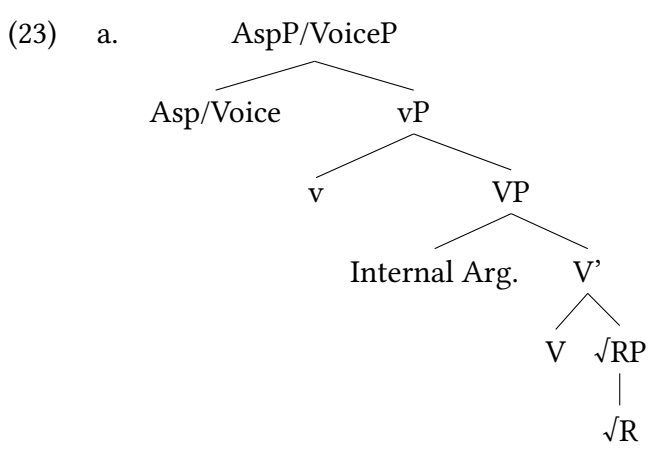 (23) a. AspP/VoiceP
Asp/Voice vP
v VP
Internal Arg. V’
V √RP
√R